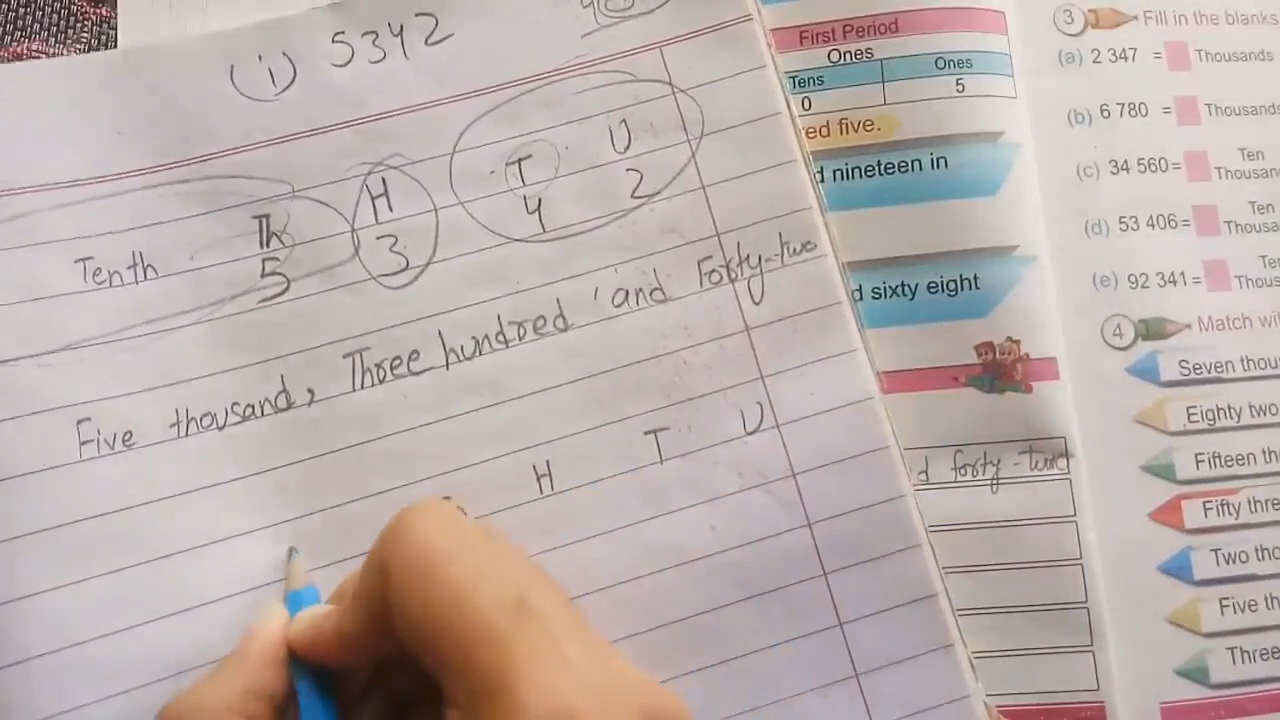 (i) 5342
H T U
Tenth Th
5 3 4 2
Five thousand, Three hundred and Forty-two
H T U
First Period
Ones
Tens Ones
0 5
red five.
d nineteen in
d sixty eight
d forty-two
3 Fill in the blanks
(a) 2 347 = Thousands
(b) 6 780 = Thousand
(c) 34 560 = Ten Thousan
(d) 53 406 = Ten Thousa
(e) 92 341 = Te Thous
4 Match wi
Seven thou
Eighty two
Fifteen th
Fifty thre
Two tho
Five th
Three